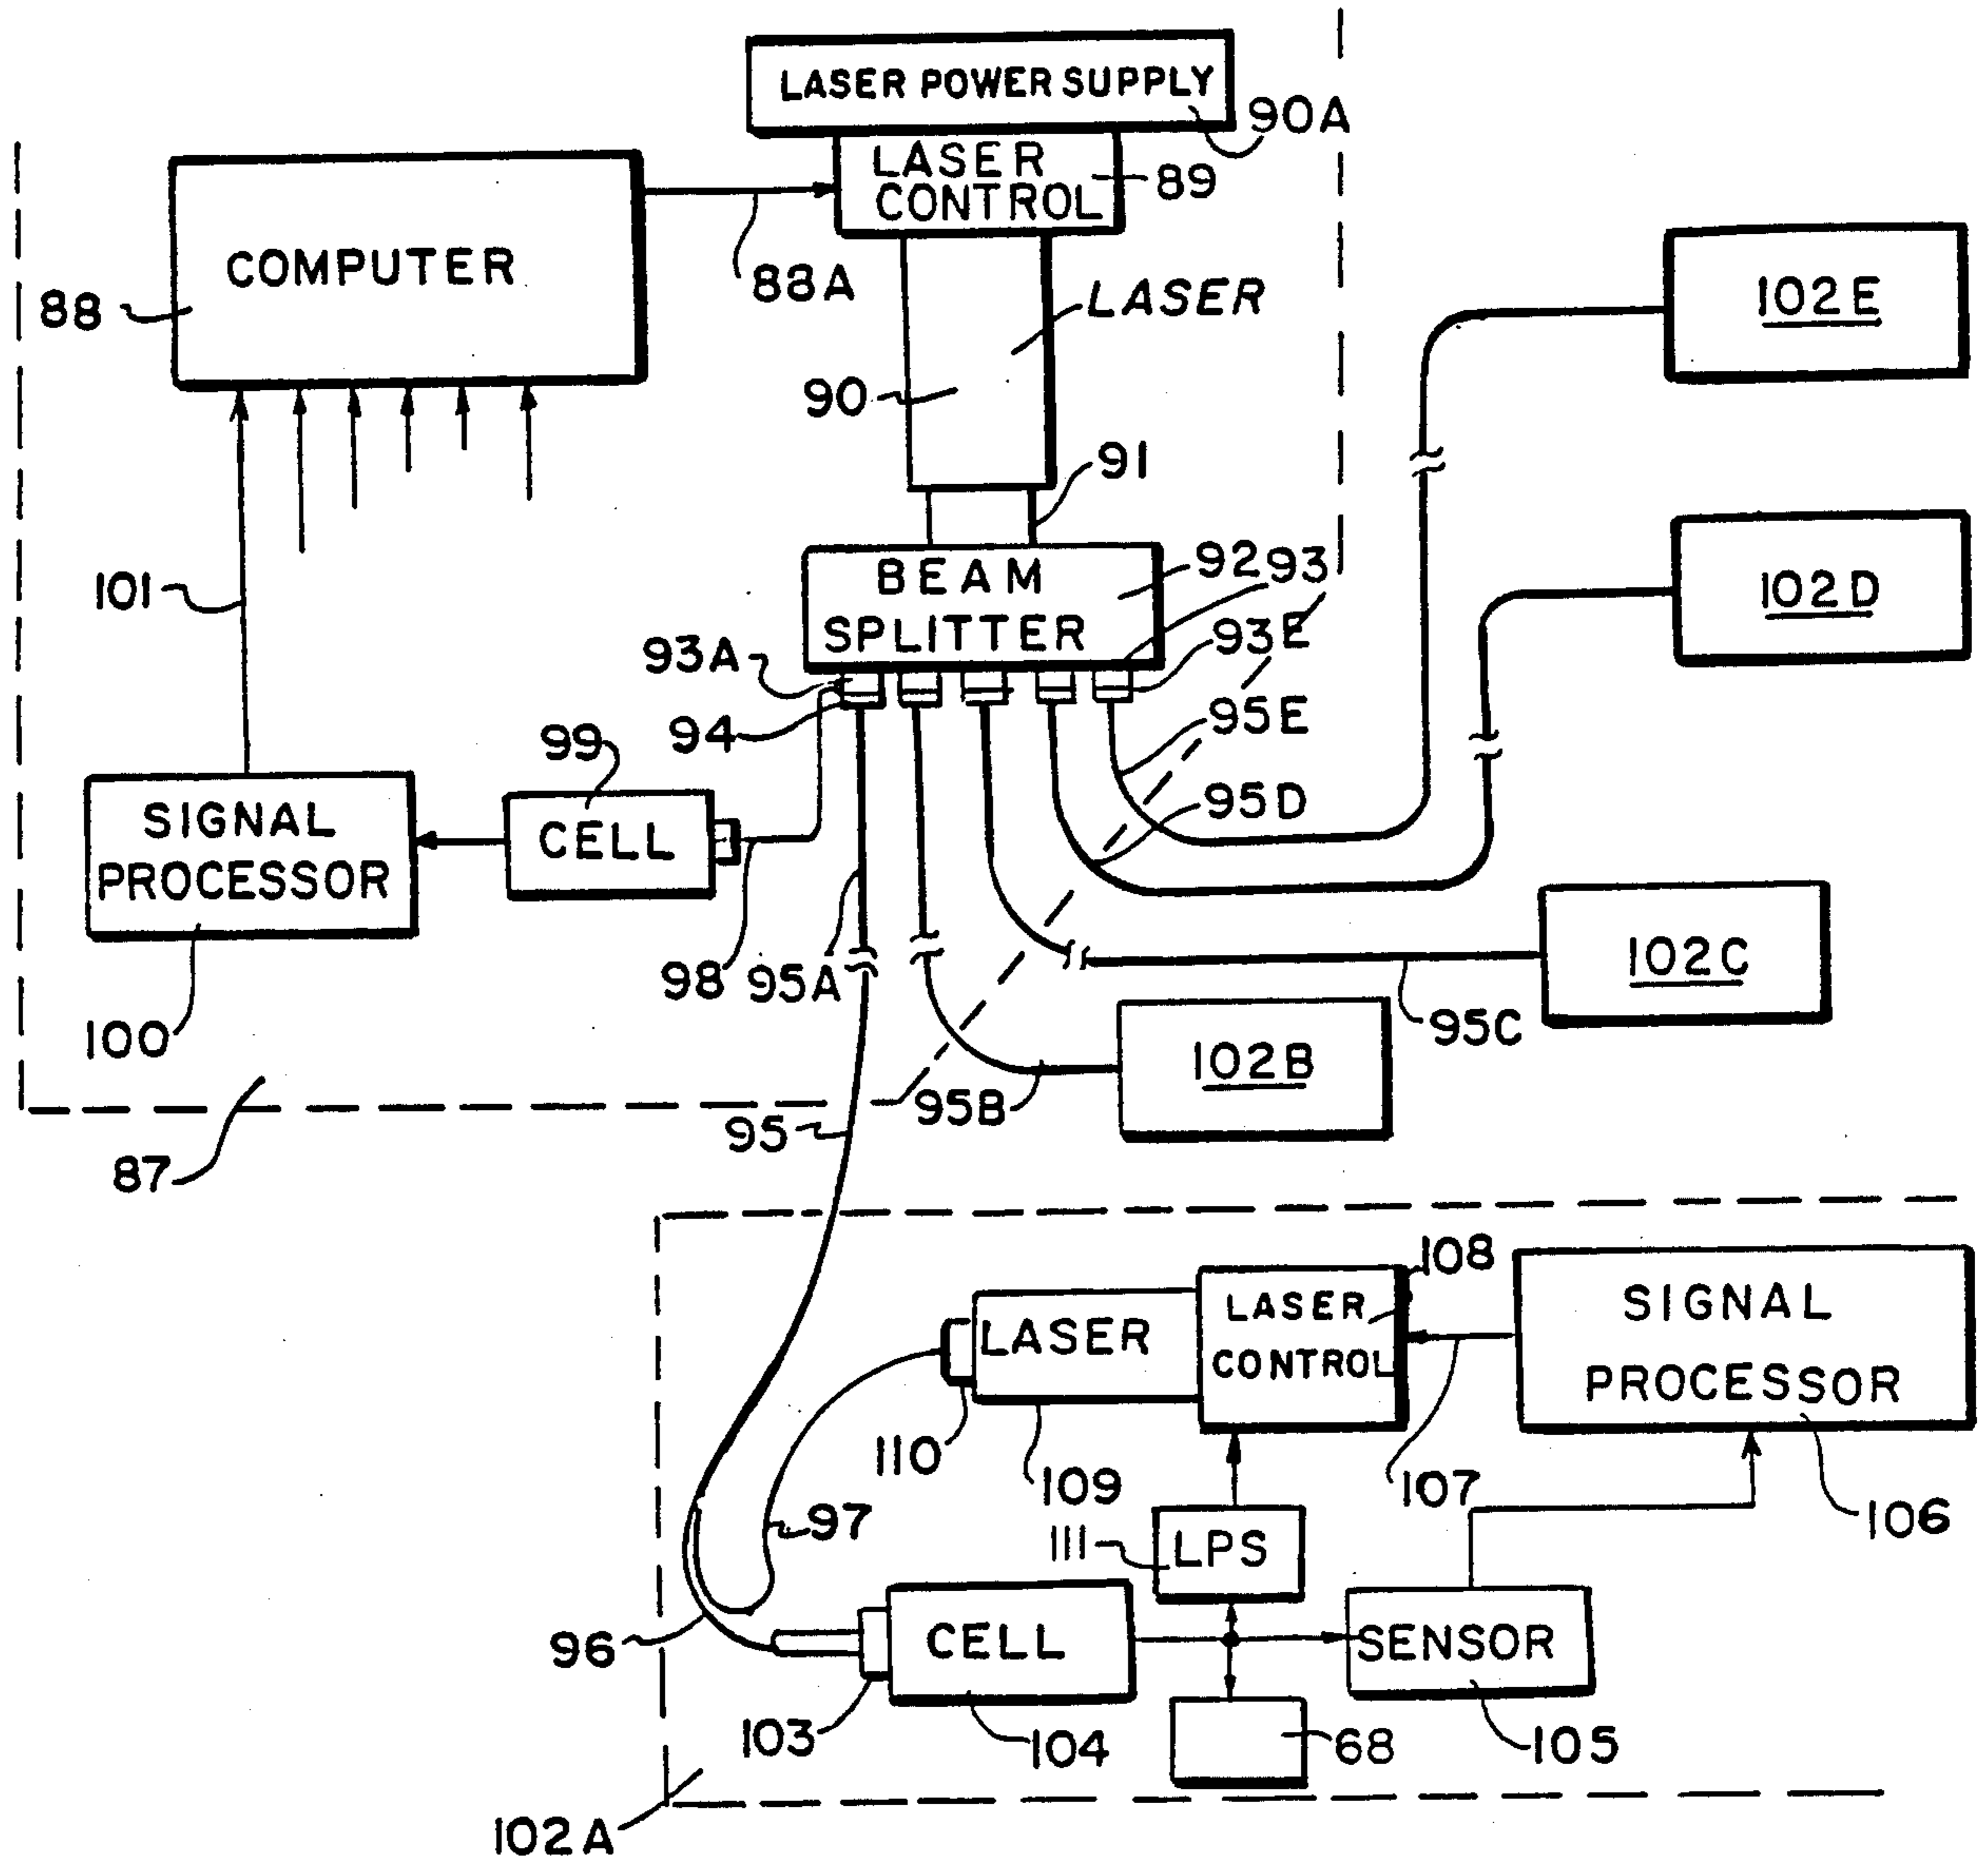 LASER POWER SUPPLY
90A
LASER
CONTROL
89
COMPUTER
88
88A
LASER
90
91
102E
102D
101
BEAM
SPLITTER
92
93
93A
93E
94
95E
95D
99
SIGNAL
PROCESSOR
CELL
98
95A
100
102C
95C
102B
95B
95
87
108
LASER
LASER
CONTROL
SIGNAL
PROCESSOR
110
109
107
106
97
111
LPS
96
CELL
SENSOR
103
104
68
105
102A